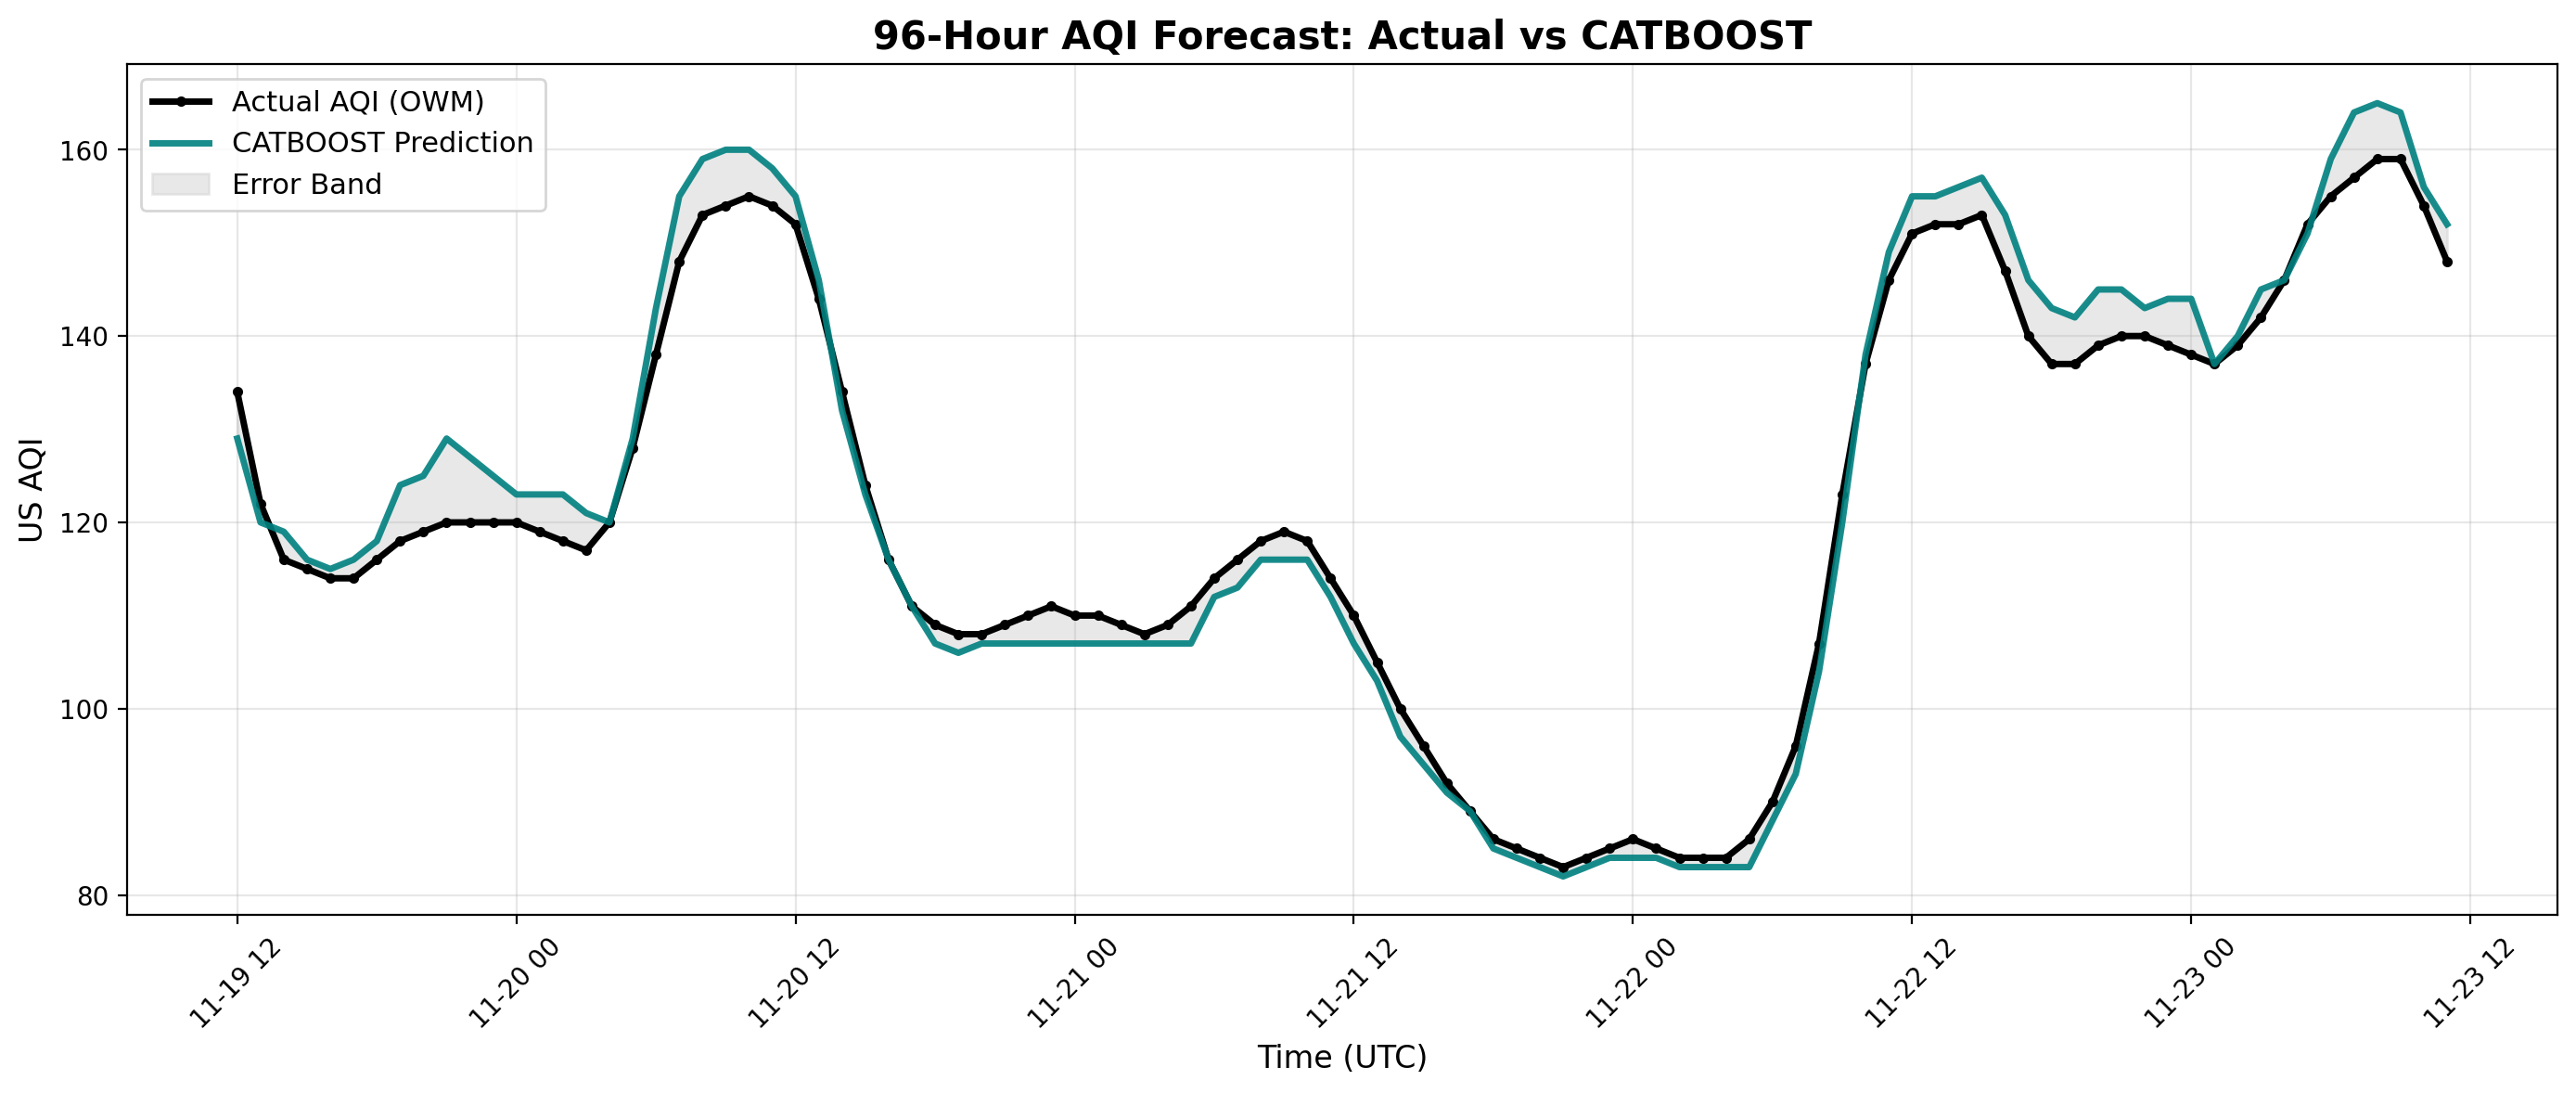 96-Hour AQI Forecast: Actual vs CATBOOST
Actual AQI (OWM)
CATBOOST Prediction
Error Band
US AQI
160
140
120
100
80
11-19 12
11-20 00
11-20 12
11-21 00
11-21 12
11-22 00
11-22 12
11-23 00
11-23 12
Time (UTC)